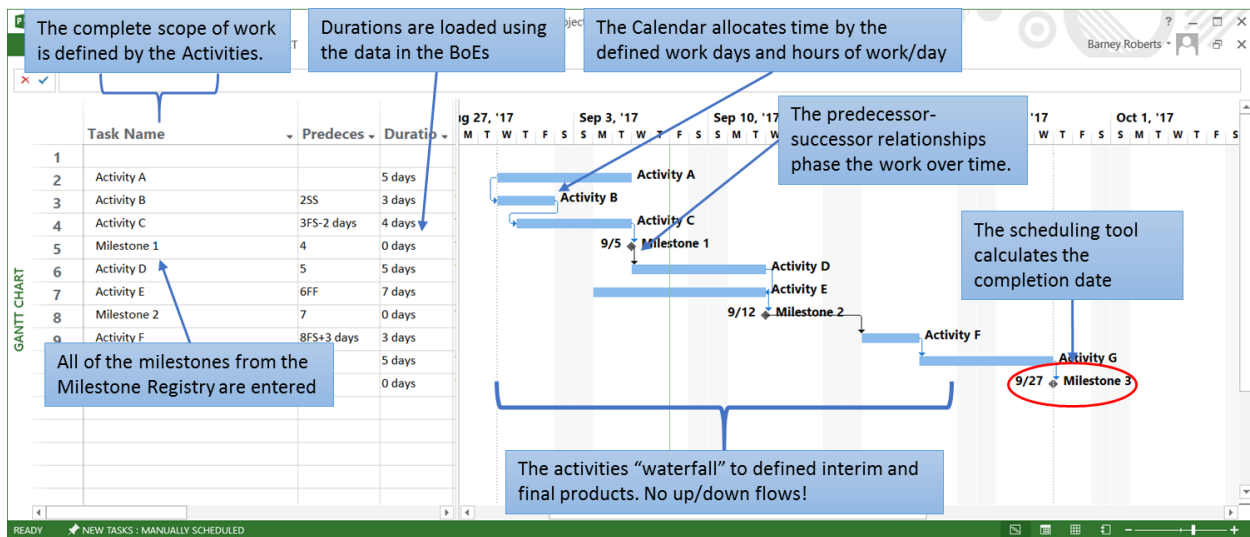 The complete scope of work
is defined by the Activities.
Durations are loaded using
the data in the BoEs
The Calendar allocates time by the
defined work days and hours of work/day
? Barney Roberts
Task Name Predeces Duratio
27, '17 Sep 3, '17 Sep 10, '17 '17 Oct 1, '17
M T W T F S S M T W T F S S M T W W T F S S M T W T F S
The predecessor-
successor relationships
phase the work over time.
1
2 Activity A 5 days Activity A
3 Activity B 2SS 3 days Activity B
4 Activity C 3FS-2 days 4 days Activity C
5 Milestone 1 4 0 days 9/5 Milestone 1
6 Activity D 5 5 days Activity D
7 Activity E 6FF 7 days Activity E
8 Milestone 2 7 0 days 9/12 Milestone 2
9 Activity F 8FS+3 days 3 days Activity F
5 days Activity G
0 days 9/27 Milestone 3
GANTT CHART
The scheduling tool
calculates the
completion date
All of the milestones from the
Milestone Registry are entered
The activities “waterfall” to defined interim and
final products. No up/down flows!
READY NEW TASKS : MANUALLY SCHEDULED